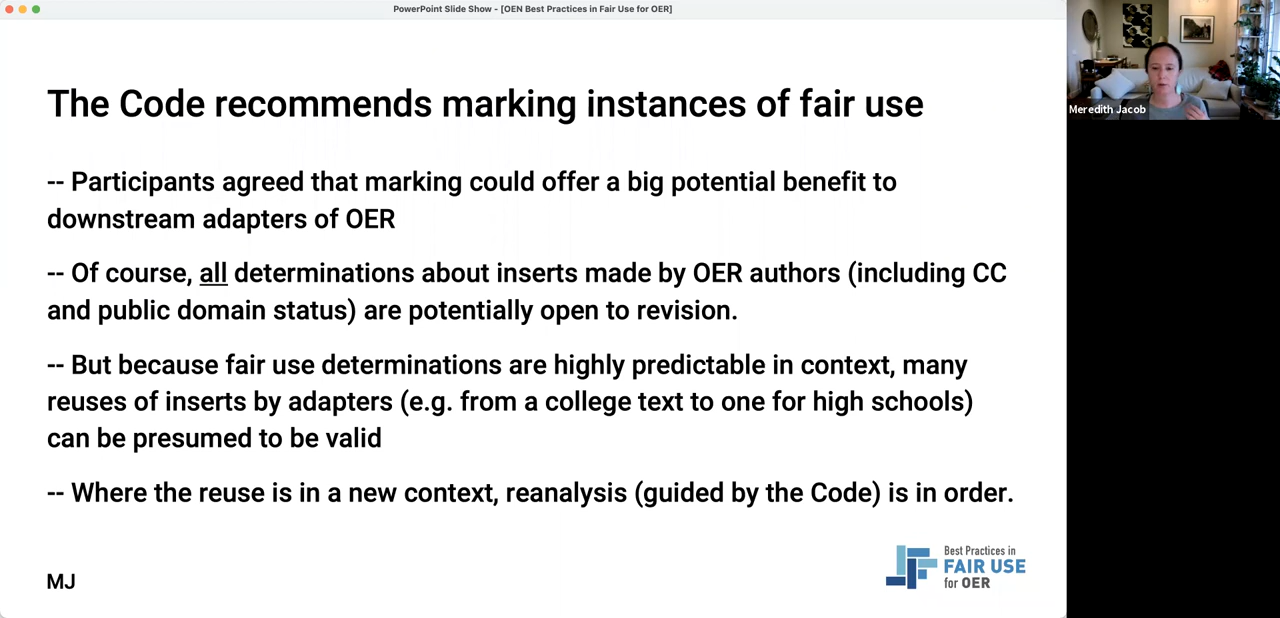 PowerPoint Slide Show - [OEN Best Practices in Fair Use for OER]
The Code recommends marking instances of fair use
-- Participants agreed that marking could offer a big potential benefit to
downstream adapters of OER
-- Of course, all determinations about inserts made by OER authors (including CC
and public domain status) are potentially open to revision.
-- But because fair use determinations are highly predictable in context, many
reuses of inserts by adapters (e.g. from a college text to one for high schools)
can be presumed to be valid
-- Where the reuse is in a new context, reanalysis (guided by the Code) is in order.
MJ
Best Practices in
FAIR USE
for OER
Meredith Jacob